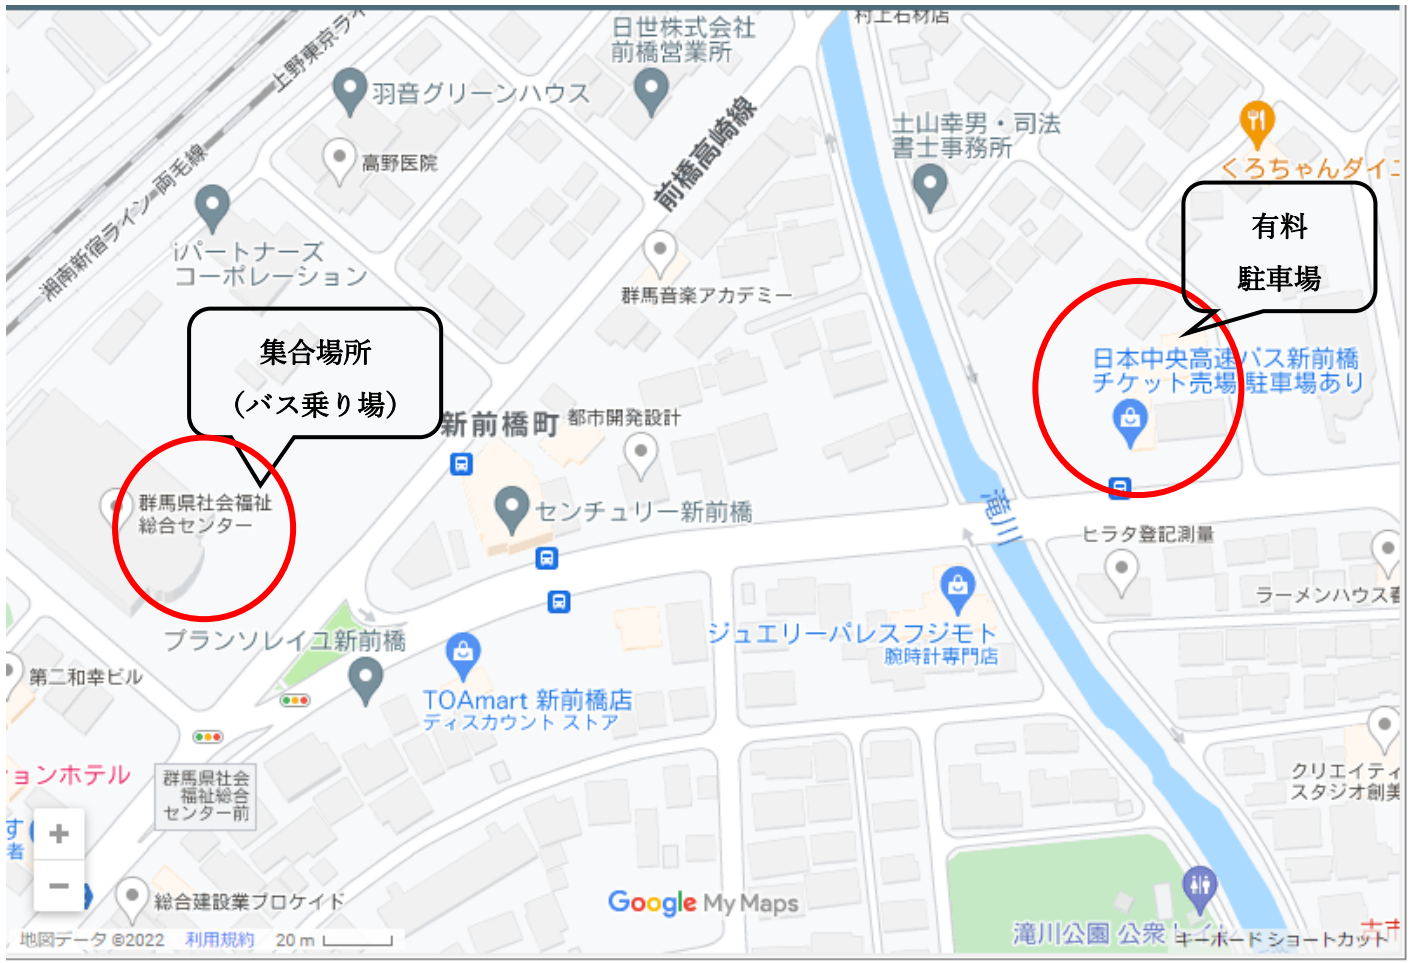 村上石材店
日世株式会社
前橋営業所
上野東京ライン
羽音グリーンハウス
前橋高崎線
土山幸男・司法
書士事務所
高野医院
くろちゃんダイニ
湘南新宿ライン・両毛線
iパートナーズ
コーポレーション
有料
駐車場
群馬音楽アカデミー
集合場所
（バス乗り場）
日本中央高速バス新前橋
チケット売場 駐車場あり
新前橋町
都市開発設計
群馬県社会福祉
総合センター
センチュリー新前橋
滝川
ヒラタ登記測量
ラーメンハウス春
プランソレイユ新前橋
ジュエリーパレスフジモト
腕時計専門店
第二和幸ビル
TOAmart 新前橋店
ディスカウント ストア
ョンホテル
群馬県社会
福祉総合
センター前
クリエイティ
スタジオ創美
す
者
+
−
総合建設業ブロケイド
Google My Maps
地図データ ©2022 利用規約 20 m
滝川公園 公衆トイレ
キーボード ショートカット